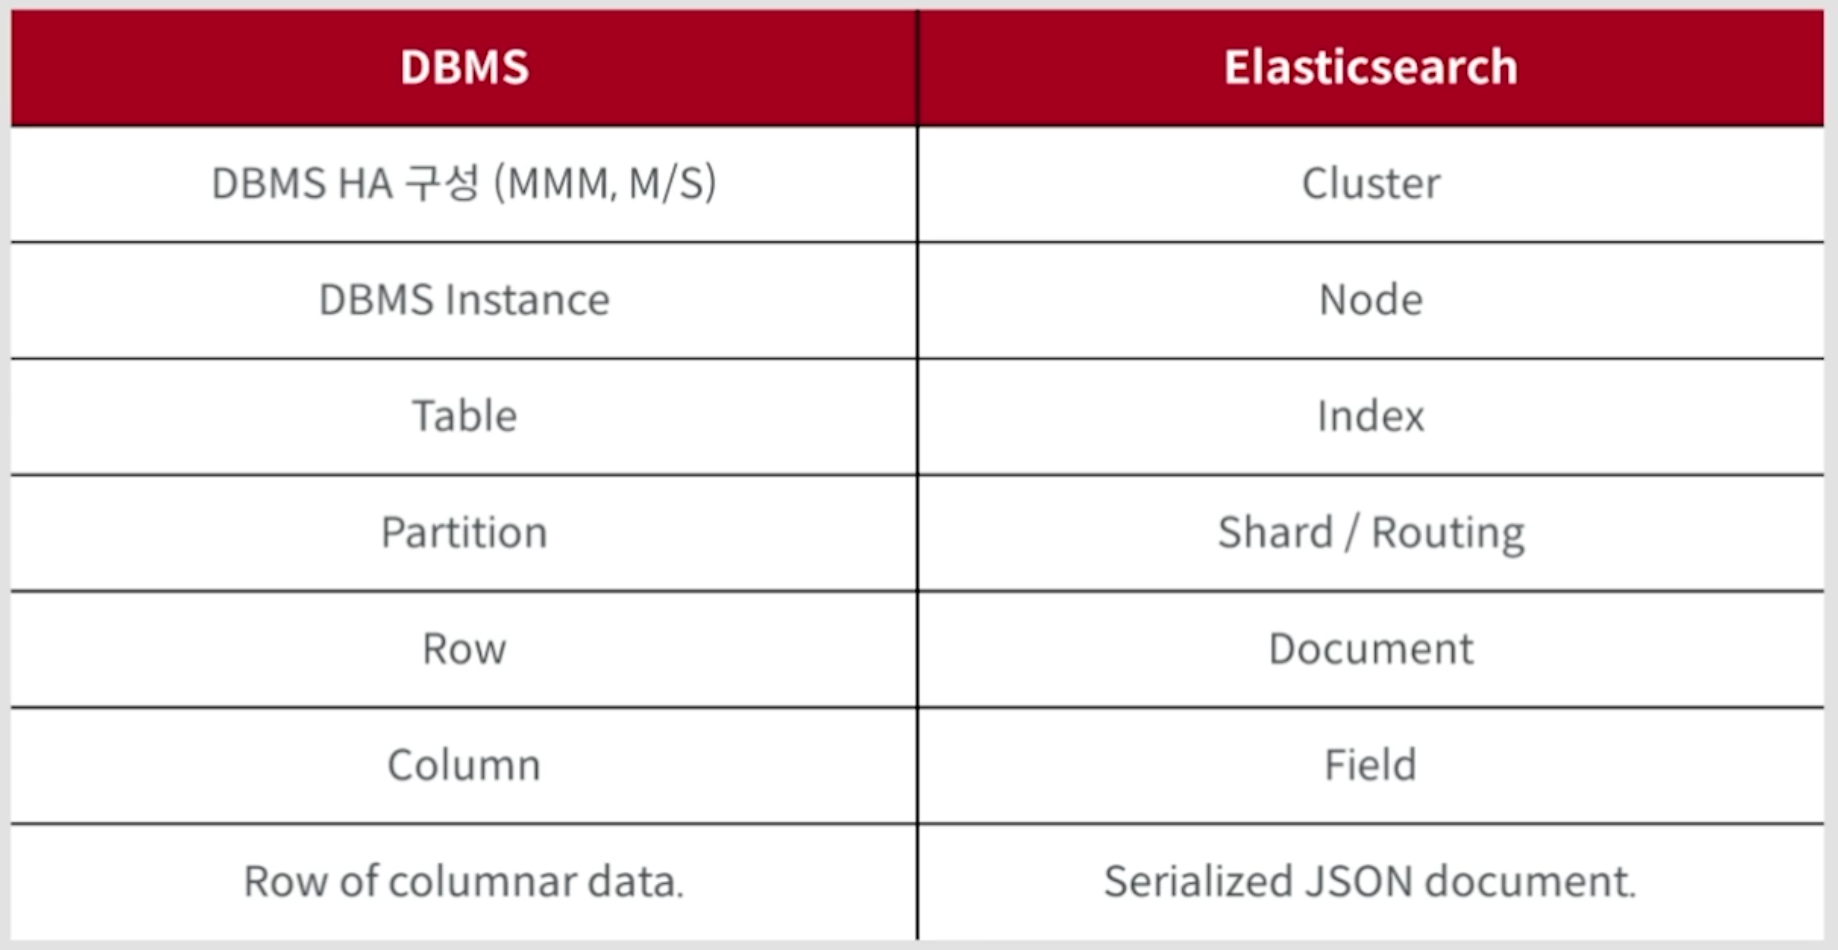 DBMS Elasticsearch
DBMS HA 구성 (MMM, M/S) Cluster
DBMS Instance Node
Table Index
Partition Shard / Routing
Row Document
Column Field
Row of columnar data. Serialized JSON document.